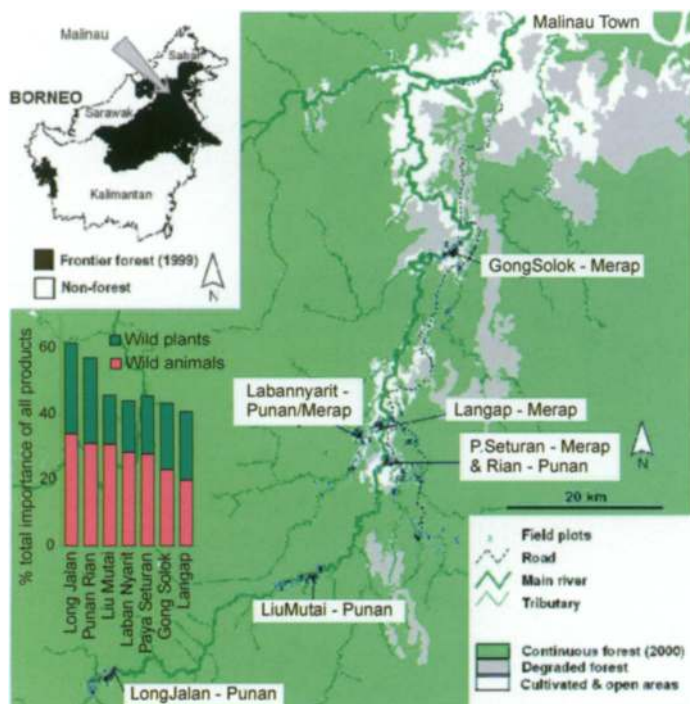 Malinau Town
Malinau
Sabah
BORNEO
Sarawak
Kalimantan
Frontier forest (1999)
Non-forest
N
GongSolok - Merap
60
40
20
0
% total importance of all products
Wild plants
Wild animals
Long Jalan
Punan Rian
Liu Mutai
Laban Nyarit
Paya Seturan
Gong Solok
Langap
Labannyarit -
Punan/Merap
Langap - Merap
P.Seturan - Merap
& Rian - Punan
N
20 km
Field plots
Road
Main river
Tributary
LiuMutai - Punan
LongJalan - Punan
Continuous forest (2000)
Degraded forest
Cultivated & open areas